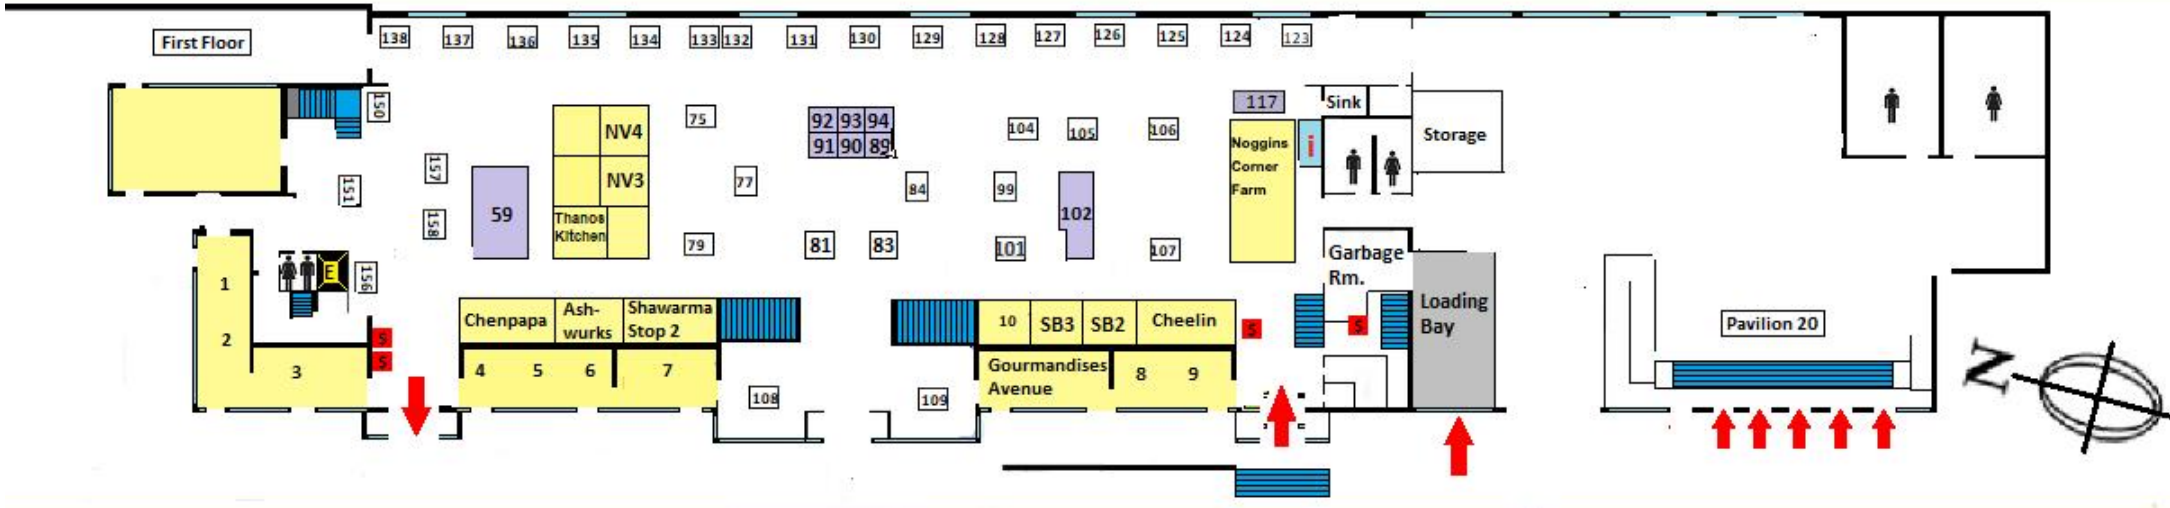 First Floor
138 137 136 135 134 133 132 131 130 129 128 127 126 125 124 123
150
117
Sink
NV4
75
92 93 94
91 90 89
104
105
106
Noggins
Corner
Farm
i
Storage
157
151
59
NV3
77
84
99
102
158
Thanos
Kitchen
79
81
83
101
107
Garbage
Rm.
1
2
3
E
156
Chenpapa
Ash-
wurks
Shawarma
Stop 2
10
SB3
SB2
Cheelin
S
S
S
S
Loading
Bay
Pavilion 20
4 5 6 7
Gourmandises
Avenue
8 9
108
109
N